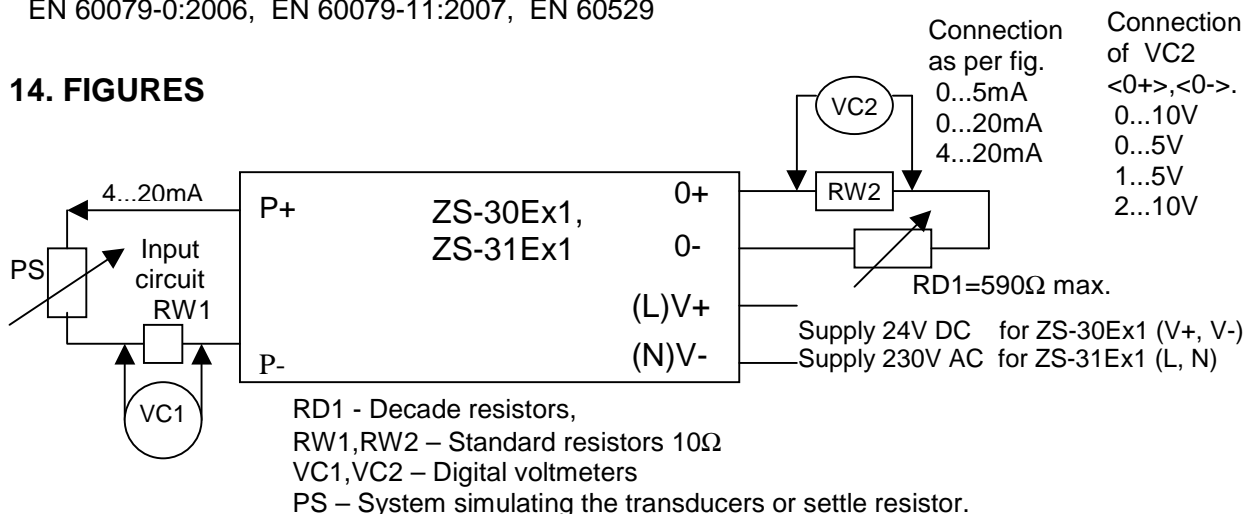 EN 60079-0:2006, EN 60079-11:2007, EN 60529
14. FIGURES
Connection
as per fig.
0...5mA
0...20mA
4...20mA
Connection
of VC2
<0+>,<0->.
0...10V
0...5V
1...5V
2...10V
VC2
4...20mA
P+
ZS-30Ex1,
ZS-31Ex1
0+
RW2
0-
PS
Input
circuit
RW1
RD1=590Ω max.
(L)V+
Supply 24V DC for ZS-30Ex1 (V+, V-)
P-
(N)V-
Supply 230V AC for ZS-31Ex1 (L, N)
VC1
RD1 - Decade resistors,
RW1,RW2 – Standard resistors 10Ω
VC1,VC2 – Digital voltmeters
PS – System simulating the transducers or settle resistor.